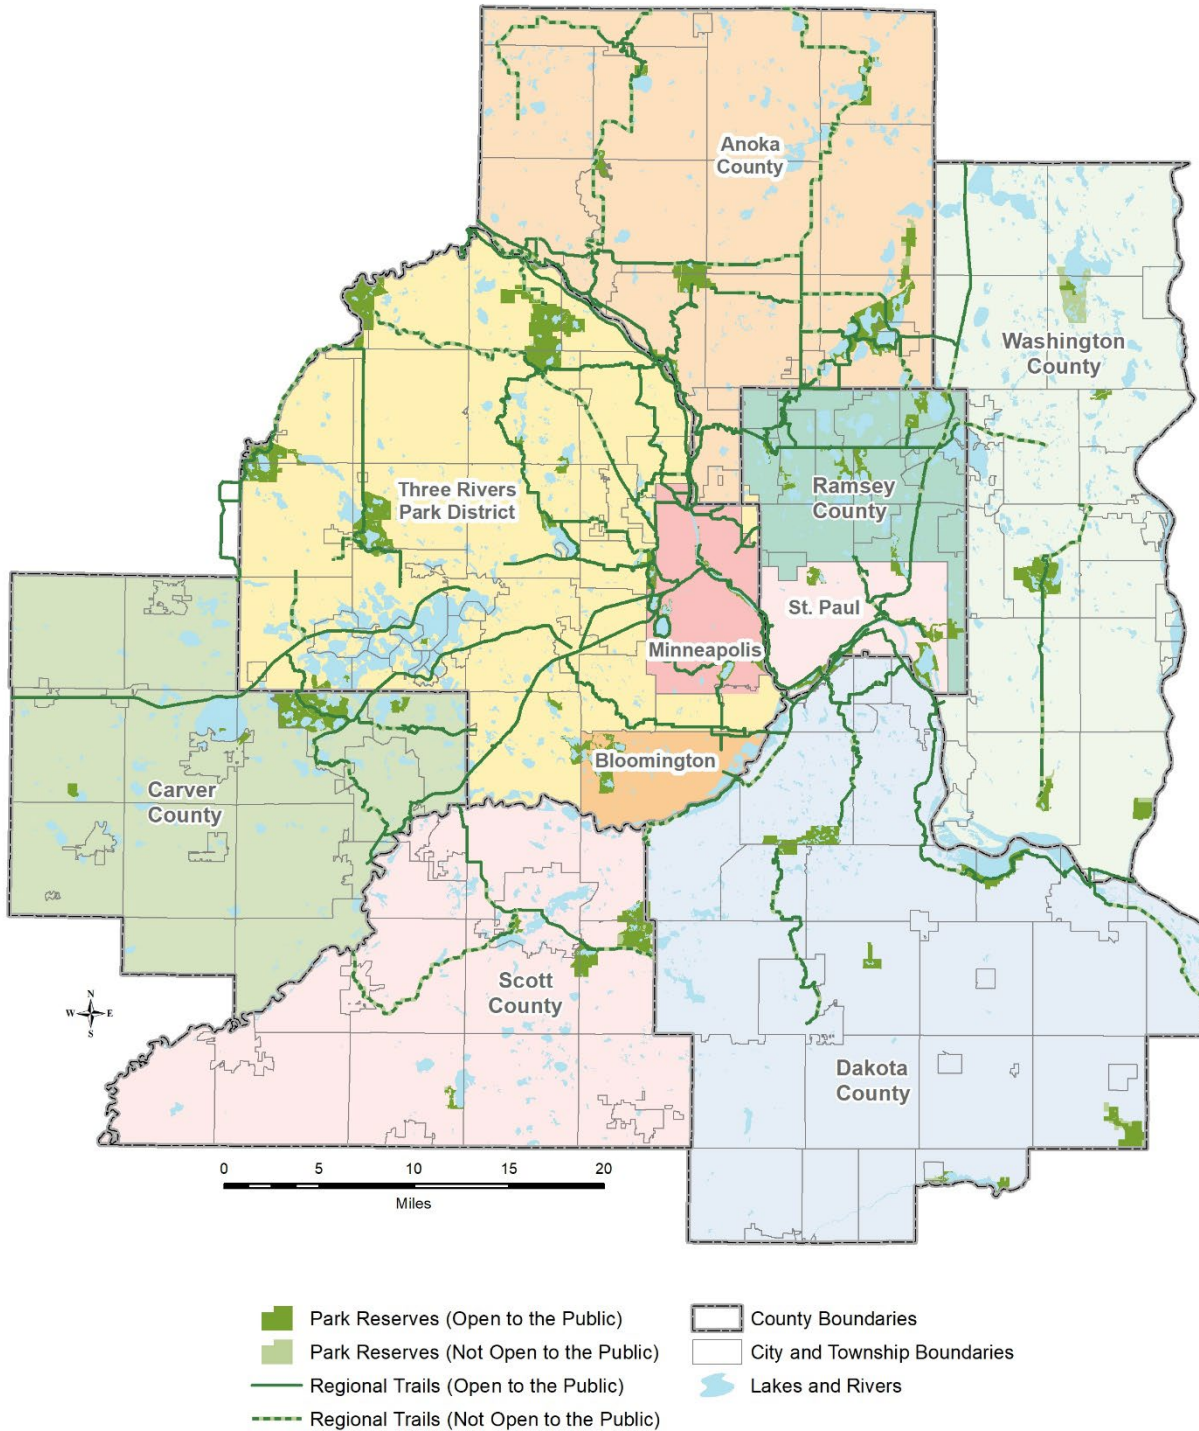 Anoka
County
Washington
County
Three Rivers
Park District
Ramsey
County
St. Paul
Minneapolis
Bloomington
Carver
County
Scott
County
Dakota
County
N
W E
S
0 5 10 15 20
Miles
Park Reserves (Open to the Public)
Park Reserves (Not Open to the Public)
Regional Trails (Open to the Public)
Regional Trails (Not Open to the Public)
County Boundaries
City and Township Boundaries
Lakes and Rivers